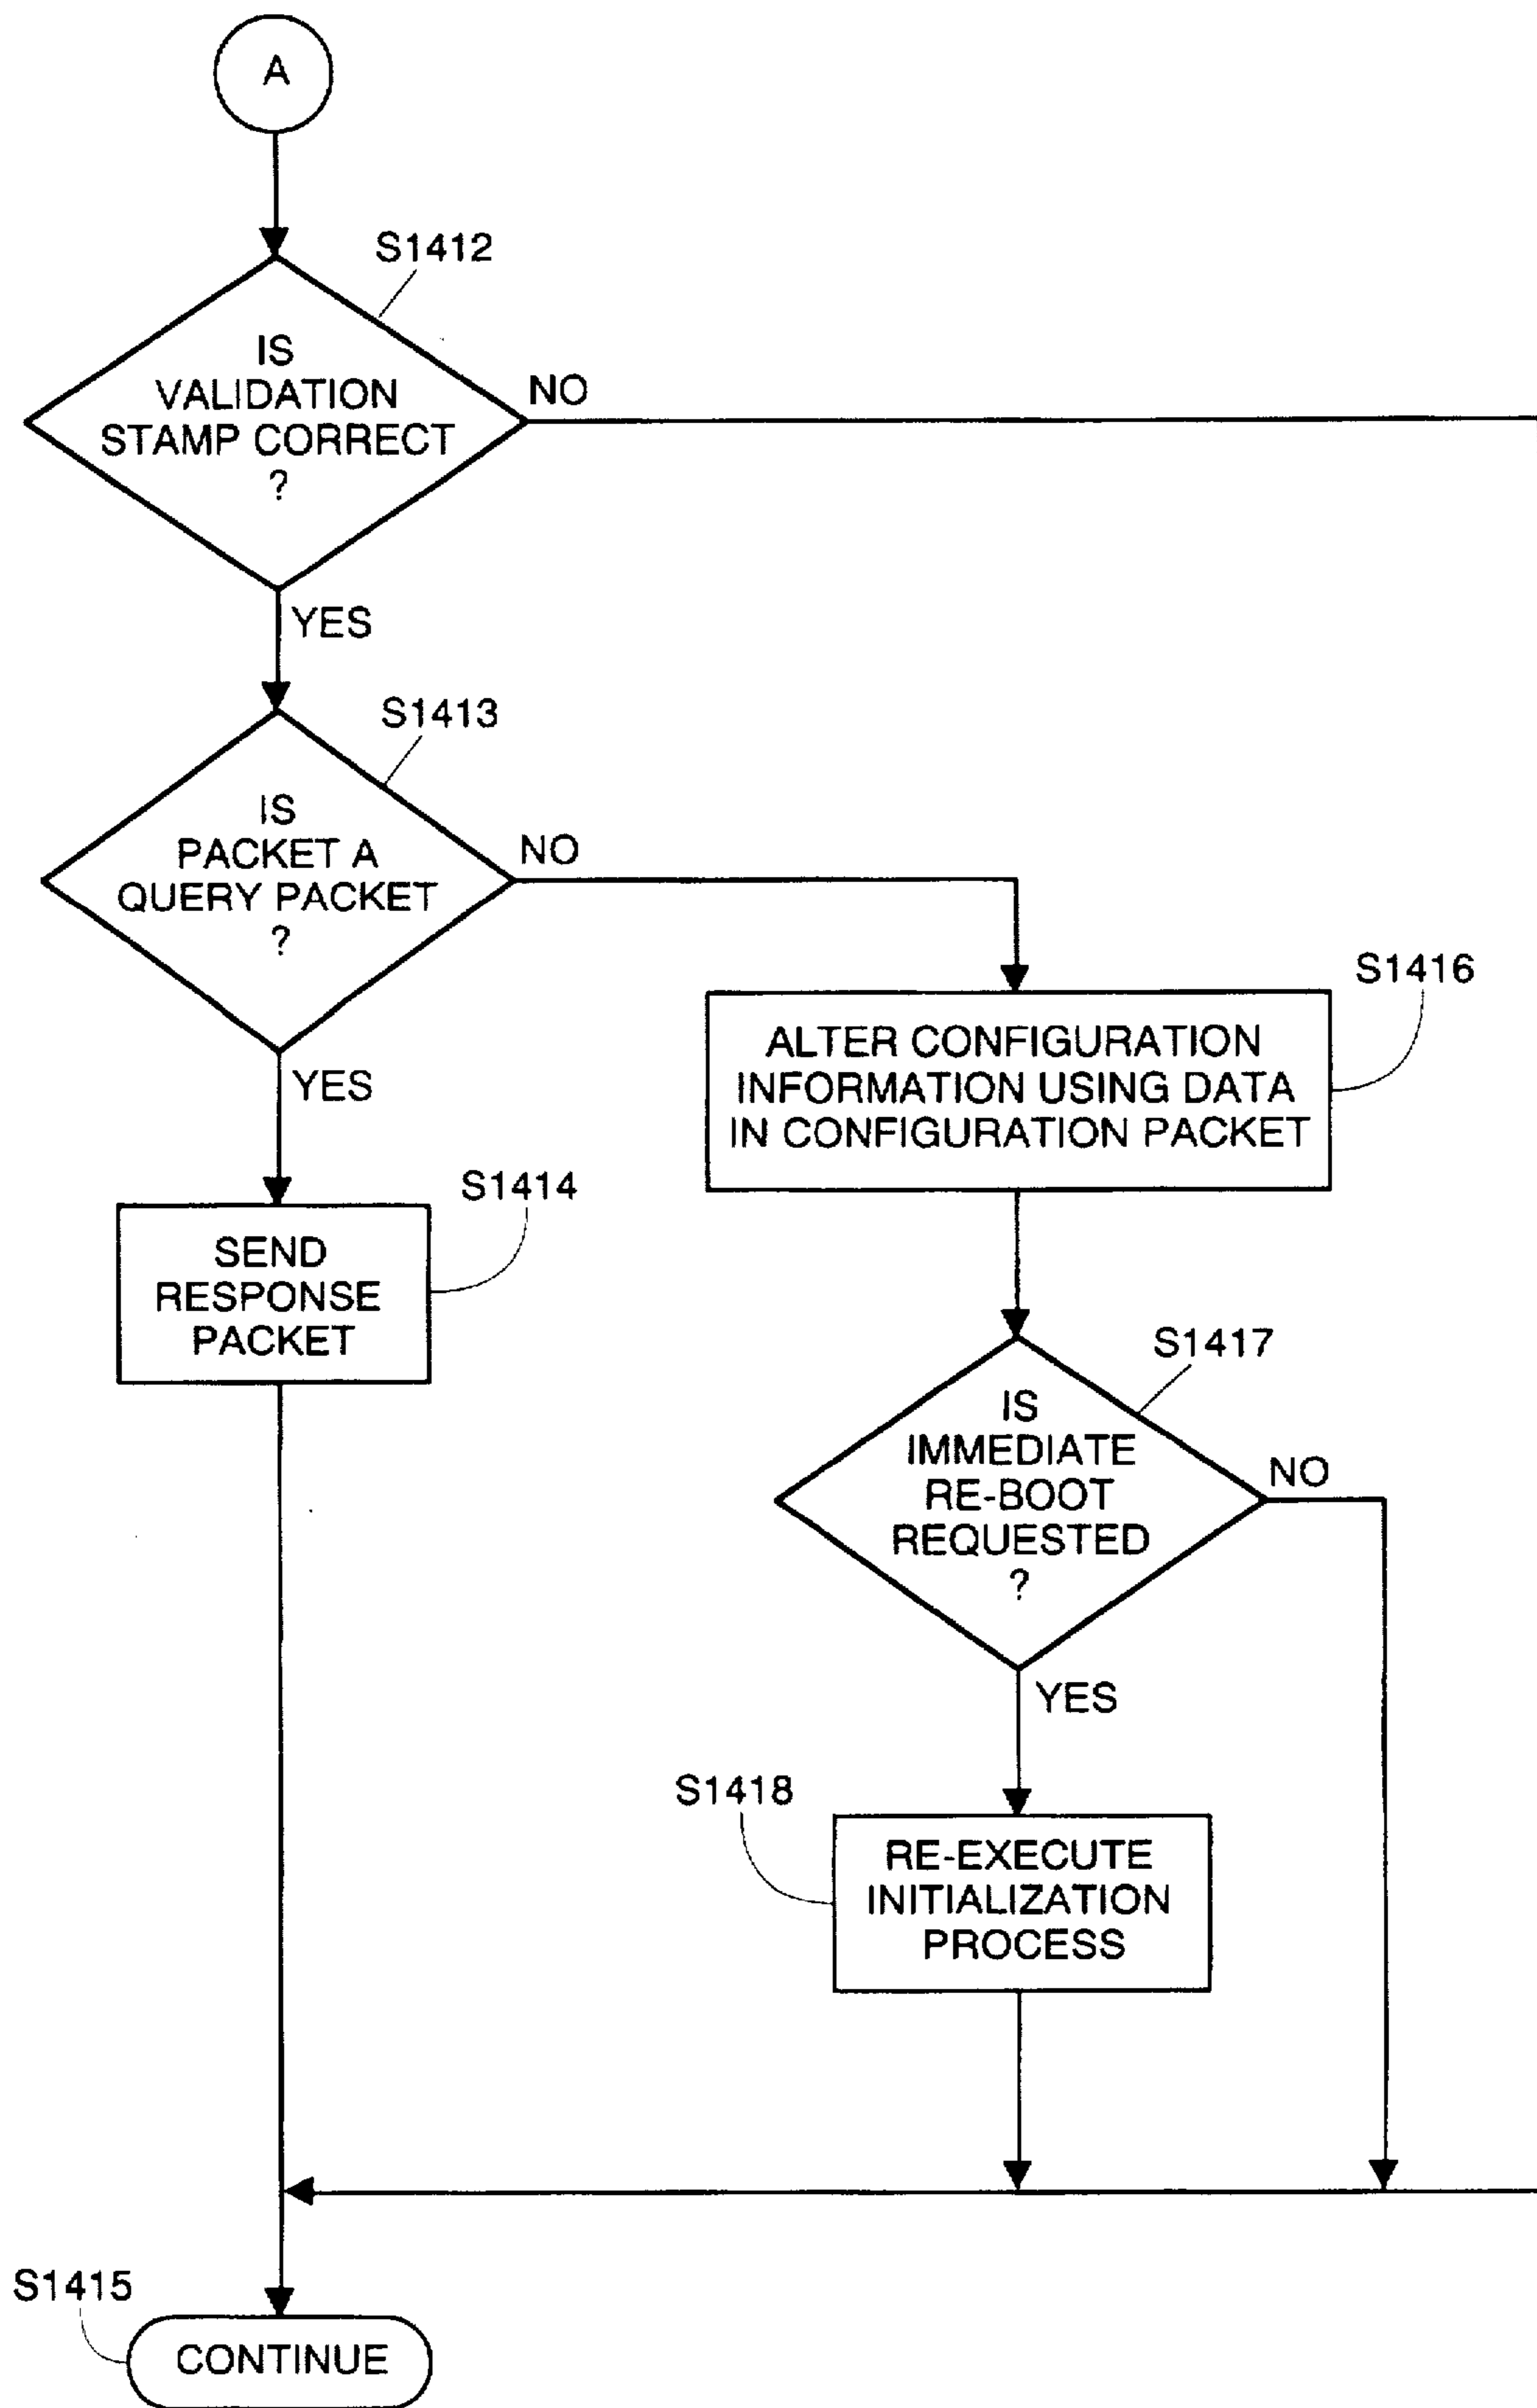 A
S1412
IS
VALIDATION
STAMP CORRECT
?
NO
YES
S1413
IS
PACKET A
QUERY PACKET
?
NO
YES
S1416
ALTER CONFIGURATION
INFORMATION USING DATA
IN CONFIGURATION PACKET
S1414
SEND
RESPONSE
PACKET
S1417
IS
IMMEDIATE
RE-BOOT
REQUESTED
?
NO
YES
S1418
RE-EXECUTE
INITIALIZATION
PROCESS
S1415
CONTINUE